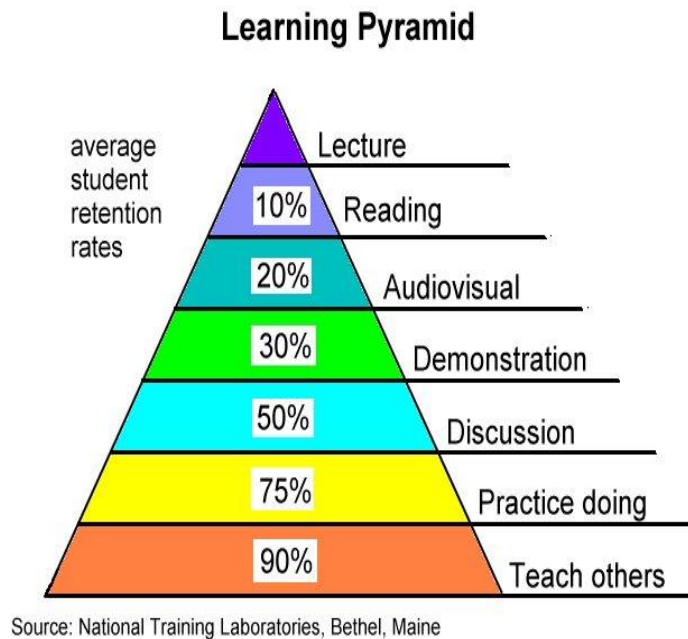 Learning Pyramid
average
student
retention
rates
Lecture
10% Reading
20% Audiovisual
30% Demonstration
50% Discussion
75% Practice doing
90% Teach others
Source: National Training Laboratories, Bethel, Maine